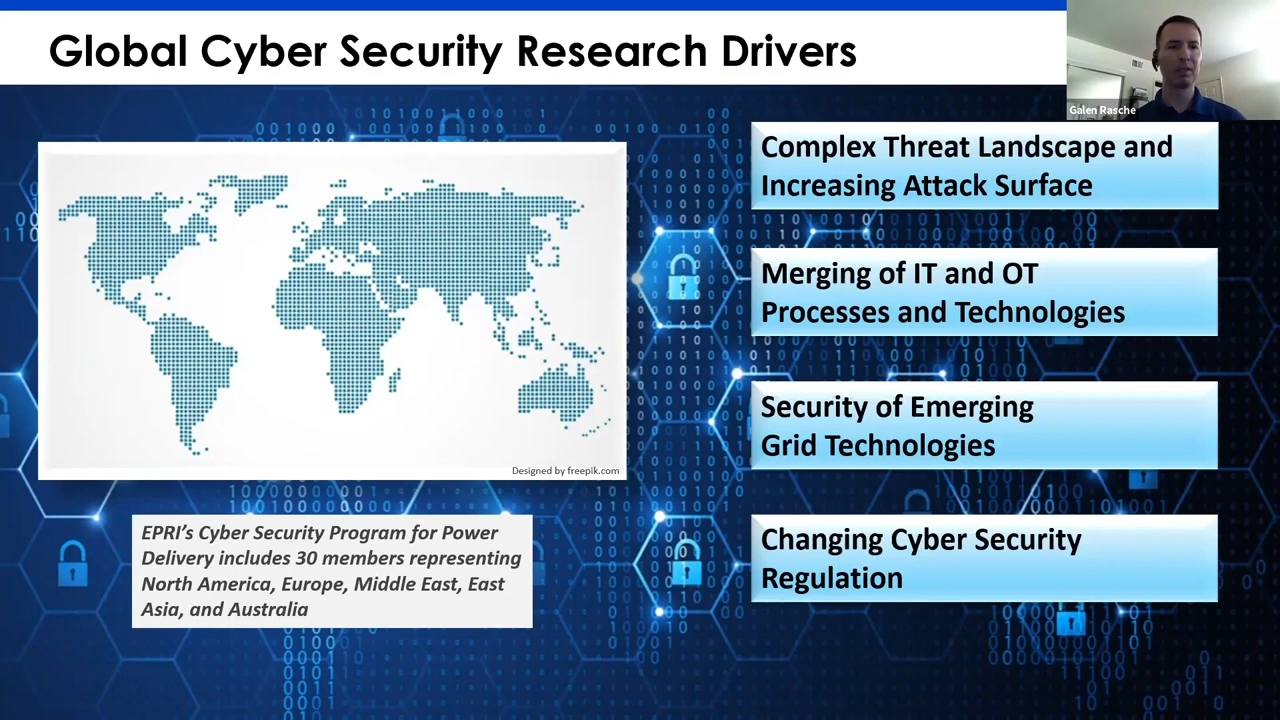 Global Cyber Security Research Drivers
Galen Rasche
Complex Threat Landscape and
Increasing Attack Surface
Merging of IT and OT
Processes and Technologies
Security of Emerging
Grid Technologies
Changing Cyber Security
Regulation
Designed by freepik.com
EPRI's Cyber Security Program for Power
Delivery includes 30 members representing
North America, Europe, Middle East, East
Asia, and Australia